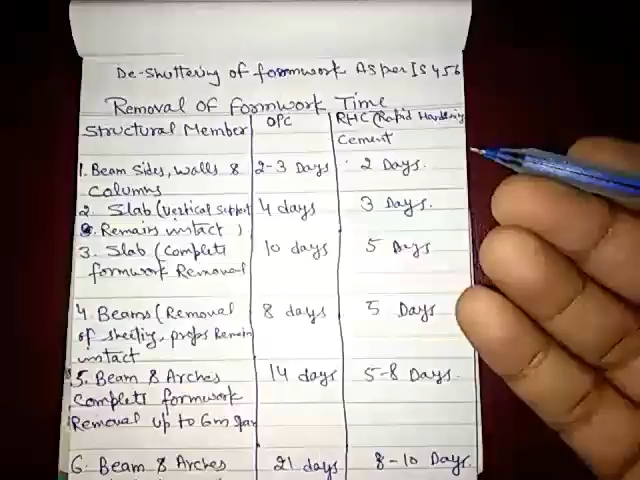 De-shuttering of formwork As per IS 456
Removal of Formwork Time
Structural Member OPC RHC (Rapid Hardening
Cement
1. Beam Sides, walls & 2-3 Days 2 Days.
Columns
2. Slab (Vertical Support 4 days 3 Days.
Remains intact)
3. Slab (Complete 10 days 5 Days
formwork Removal
4 Beams (Removal 8 days 5 Days
of sheeting, props Remain
intact
5. Beam & Arches 14 days 5-8 Days.
Complete formwork
Removal up to 6m Span
6. Beam & Arches 21 days 8-10 Days.